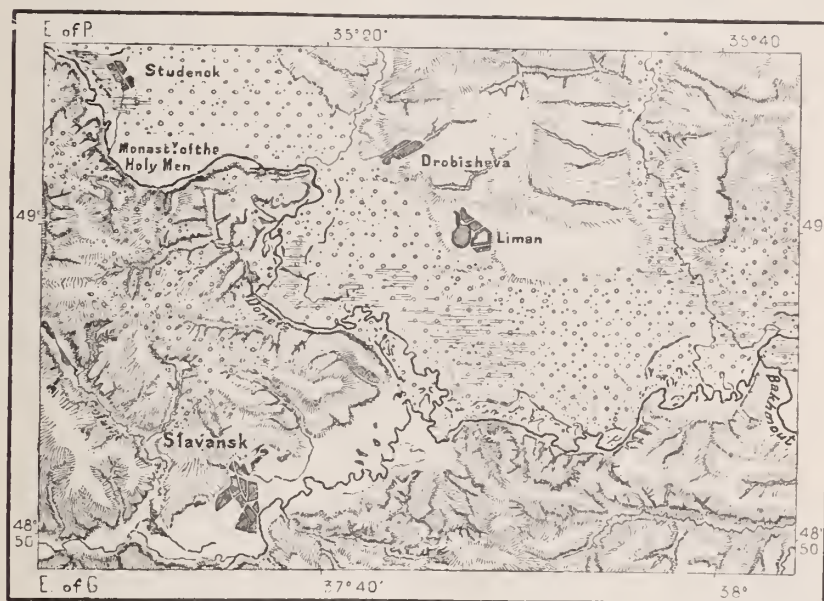 E. of P.
35°20'
35°40'
Studenok
Monast.y of the
Holy Men
Drobisheva
49°
49
Liman
Donetz
Bakhmout
Slavansk
48°
50
48°
50
E. of G
37°40'
38°